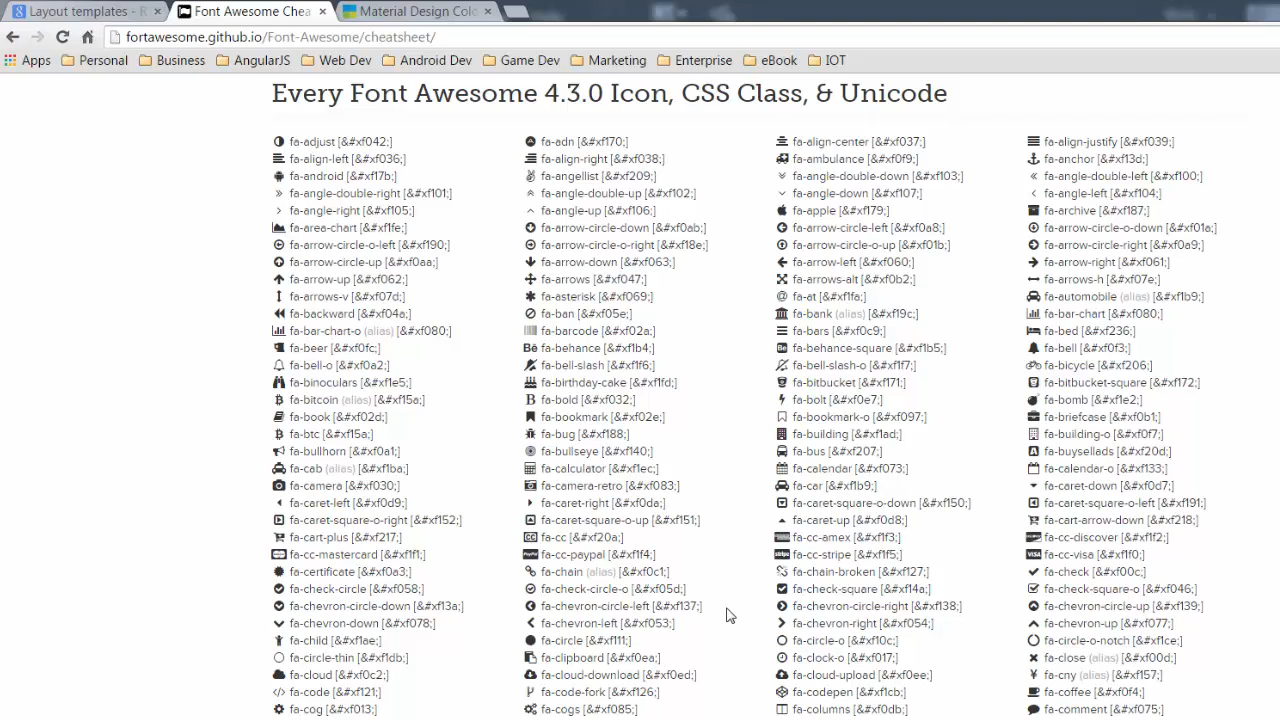 Layout templates - R
Font Awesome Chea
Material Design Colo
fortawesome.github.io/Font-Awesome/cheatsheet/
Apps Personal Business AngularJS Web Dev Android Dev Game Dev Marketing Enterprise eBook IOT
Every Font Awesome 4.3.0 Icon, CSS Class, & Unicode
fa-adjust [&#xf042;] fa-adn [&#xf170;] fa-align-center [&#xf037;] fa-align-justify [&#xf039;]
fa-align-left [&#xf036;] fa-align-right [&#xf038;] fa-ambulance [&#xf0f9;] fa-anchor [&#xf13d;]
fa-android [&#xf17b;] fa-angellist [&#xf209;] fa-angle-double-down [&#xf103;] fa-angle-double-left [&#xf100;]
fa-angle-double-right [&#xf101;] fa-angle-double-up [&#xf102;] fa-angle-down [&#xf107;] fa-angle-left [&#xf104;]
fa-angle-right [&#xf105;] fa-angle-up [&#xf106;] fa-apple [&#xf179;] fa-archive [&#xf187;]
fa-area-chart [&#xf1fe;] fa-arrow-circle-down [&#xf0ab;] fa-arrow-circle-left [&#xf0a8;] fa-arrow-circle-o-down [&#xf01a;]
fa-arrow-circle-o-left [&#xf190;] fa-arrow-circle-o-right [&#xf18e;] fa-arrow-circle-o-up [&#xf01b;] fa-arrow-circle-right [&#xf0a9;]
fa-arrow-circle-up [&#xf0aa;] fa-arrow-down [&#xf063;] fa-arrow-left [&#xf060;] fa-arrow-right [&#xf061;]
fa-arrow-up [&#xf062;] fa-arrows [&#xf047;] fa-arrows-alt [&#xf0b2;] fa-arrows-h [&#xf07e;]
fa-arrows-v [&#xf07d;] fa-asterisk [&#xf069;] fa-at [&#xf1fa;] fa-automobile (alias) [&#xf1b9;]
fa-backward [&#xf04a;] fa-ban [&#xf05e;] fa-bank (alias) [&#xf19c;] fa-bar-chart [&#xf080;]
fa-bar-chart-o (alias) [&#xf080;] fa-barcode [&#xf02a;] fa-bars [&#xf0c9;] fa-bed [&#xf236;]
fa-beer [&#xf0fc;] fa-behance [&#xf1b4;] fa-behance-square [&#xf1b5;] fa-bell [&#xf0f3;]
fa-bell-o [&#xf0a2;] fa-bell-slash [&#xf1f6;] fa-bell-slash-o [&#xf1f7;] fa-bicycle [&#xf206;]
fa-binoculars [&#xf1e5;] fa-birthday-cake [&#xf1fd;] fa-bitbucket [&#xf171;] fa-bitbucket-square [&#xf172;]
fa-bitcoin (alias) [&#xf15a;] fa-bold [&#xf032;] fa-bolt [&#xf0e7;] fa-bomb [&#xf1e2;]
fa-book [&#xf02d;] fa-bookmark [&#xf02e;] fa-bookmark-o [&#xf097;] fa-briefcase [&#xf0b1;]
fa-btc [&#xf15a;] fa-bug [&#xf188;] fa-building [&#xf1ad;] fa-building-o [&#xf0f7;]
fa-bullhorn [&#xf0a1;] fa-bullseye [&#xf140;] fa-bus [&#xf207;] fa-buysellads [&#xf20d;]
fa-cab (alias) [&#xf1ba;] fa-calculator [&#xf1ec;] fa-calendar [&#xf073;] fa-calendar-o [&#xf133;]
fa-camera [&#xf030;] fa-camera-retro [&#xf083;] fa-car [&#xf1b9;] fa-caret-down [&#xf0d7;]
fa-caret-left [&#xf0d9;] fa-caret-right [&#xf0da;] fa-caret-square-o-down [&#xf150;] fa-caret-square-o-left [&#xf191;]
fa-caret-square-o-right [&#xf152;] fa-caret-square-o-up [&#xf151;] fa-caret-up [&#xf0d8;] fa-cart-arrow-down [&#xf218;]
fa-cart-plus [&#xf217;] fa-cc [&#xf20a;] fa-cc-amex [&#xf1f3;] fa-cc-discover [&#xf1f2;]
fa-cc-mastercard [&#xf1f1;] fa-cc-paypal [&#xf1f4;] fa-cc-stripe [&#xf1f5;] fa-cc-visa [&#xf1f0;]
fa-certificate [&#xf0a3;] fa-chain (alias) [&#xf0c1;] fa-chain-broken [&#xf127;] fa-check [&#xf00c;]
fa-check-circle [&#xf058;] fa-check-circle-o [&#xf05d;] fa-check-square [&#xf14a;] fa-check-square-o [&#xf046;]
fa-chevron-circle-down [&#xf13a;] fa-chevron-circle-left [&#xf137;] fa-chevron-circle-right [&#xf138;] fa-chevron-circle-up [&#xf139;]
fa-chevron-down [&#xf078;] fa-chevron-left [&#xf053;] fa-chevron-right [&#xf054;] fa-chevron-up [&#xf077;]
fa-child [&#xf1ae;] fa-circle [&#xf111;] fa-circle-o [&#xf10c;] fa-circle-o-notch [&#xf1ce;]
fa-circle-thin [&#xf1db;] fa-clipboard [&#xf0ea;] fa-clock-o [&#xf017;] fa-close (alias) [&#xf00d;]
fa-cloud [&#xf0c2;] fa-cloud-download [&#xf0ed;] fa-cloud-upload [&#xf0ee;] fa-cny (alias) [&#xf157;]
fa-code [&#xf121;] fa-code-fork [&#xf126;] fa-codepen [&#xf1cb;] fa-coffee [&#xf0f4;]
fa-cog [&#xf013;] fa-cogs [&#xf085;] fa-columns [&#xf0db;] fa-comment [&#xf075;]